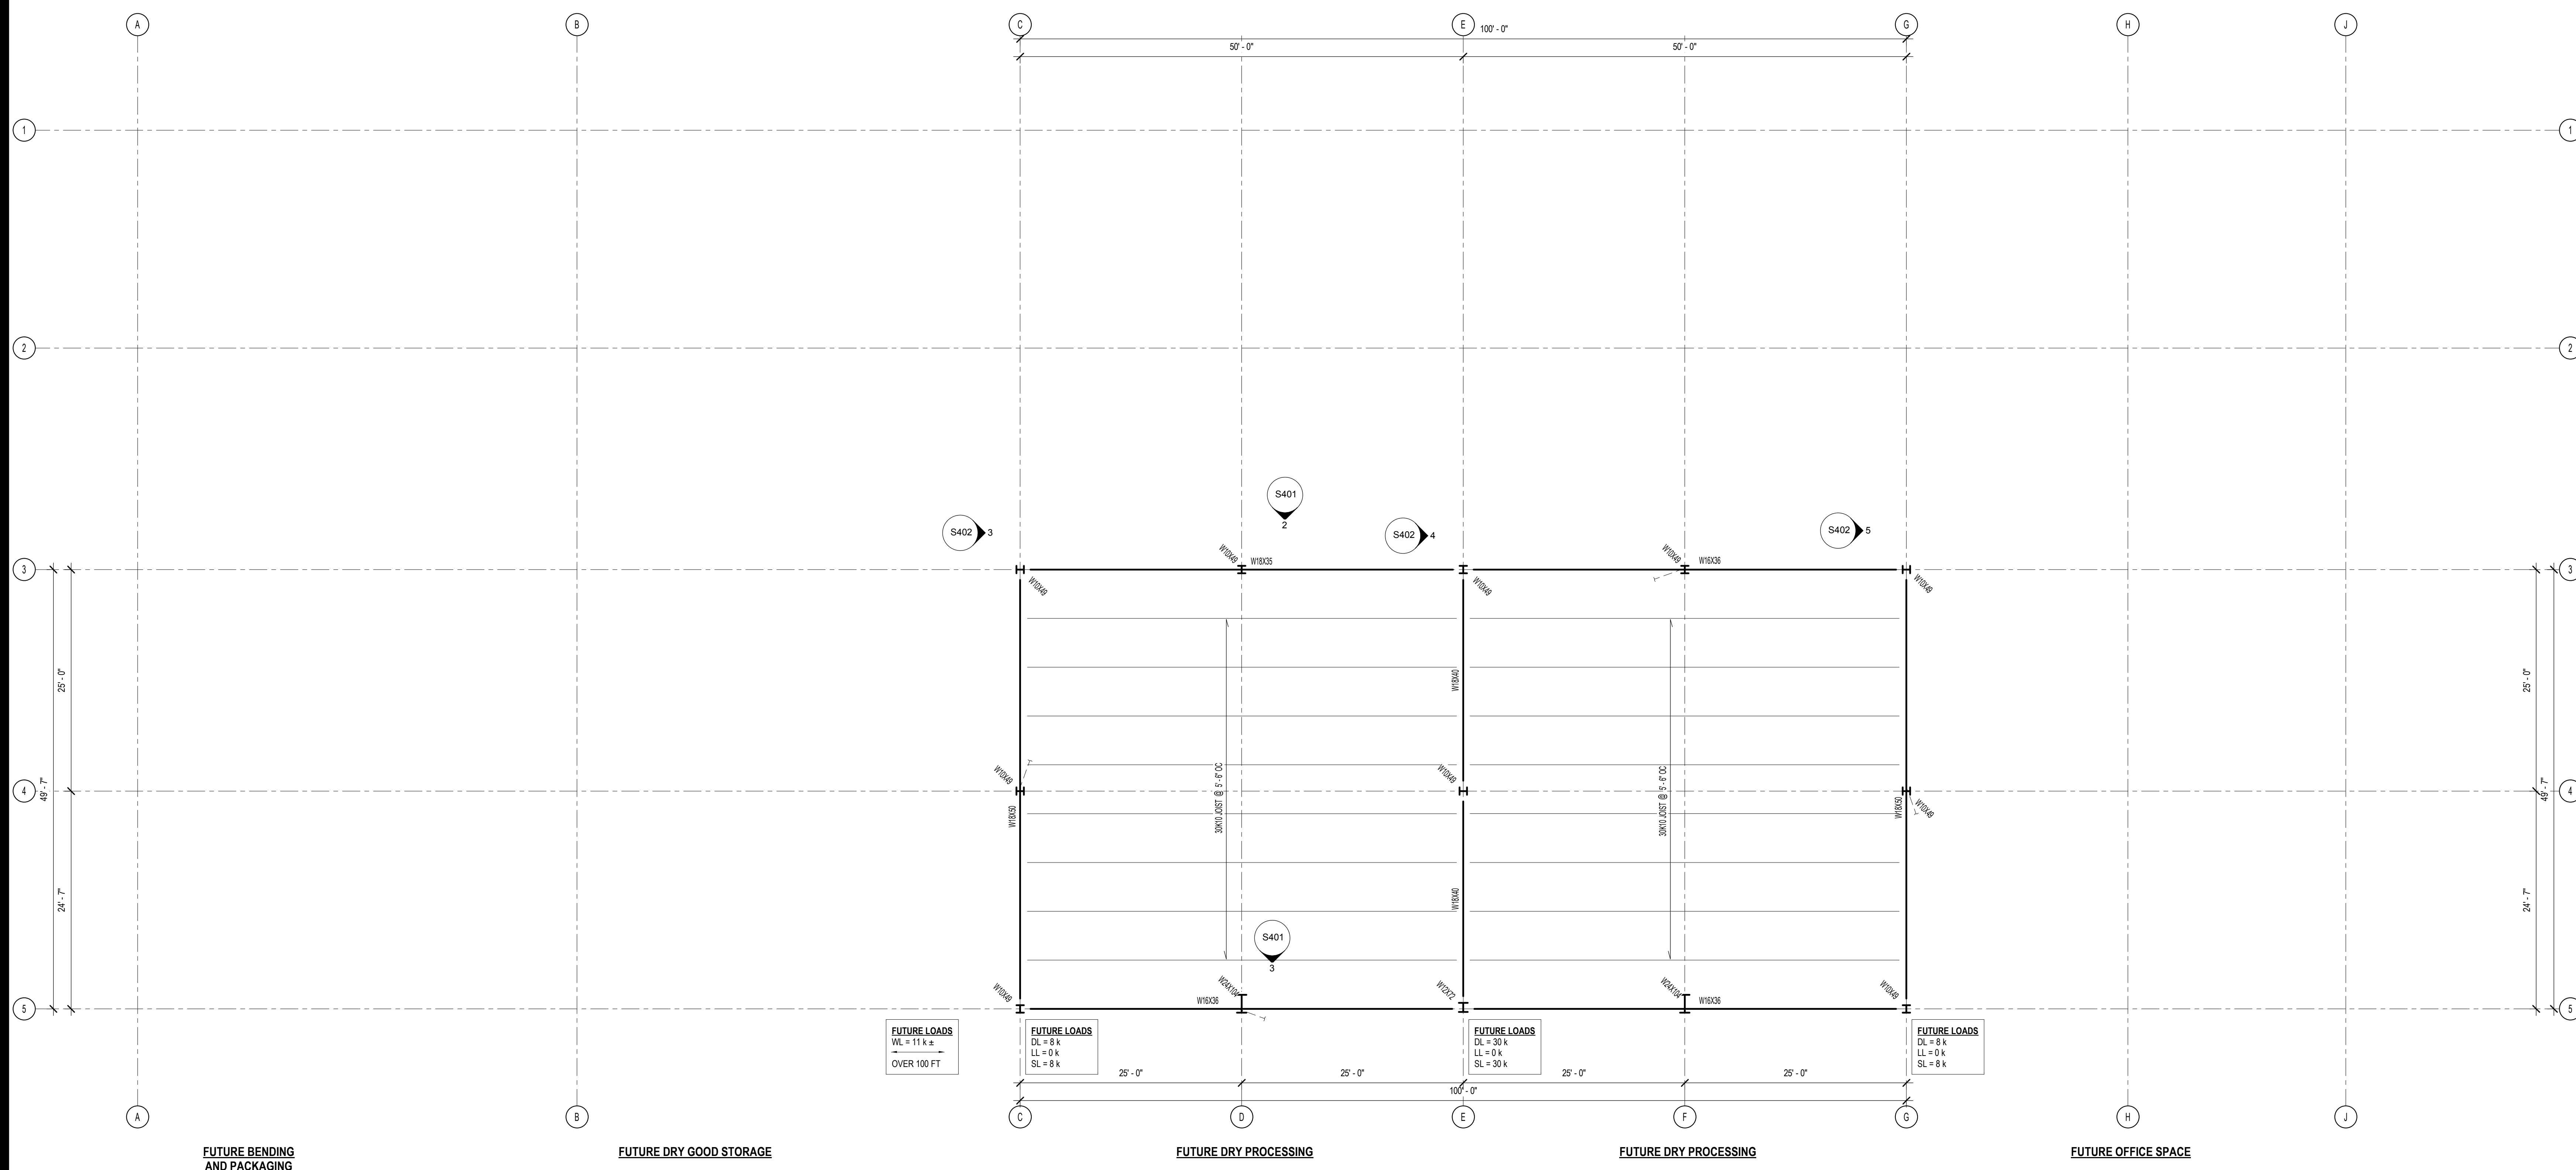 A
B
C
E
G
H
J
100' - 0"
50' - 0"
50' - 0"
1
1
2
2
S401
2
S402
3
S402
4
S402
5
W10X49
W18X35
W10X49
W16X36
3
3
W10X49
W10X49
W10X49
25' - 0"
W18X40
25' - 0"
49' - 7"
30K10 JOIST @ 5' - 6" OC
30K10 JOIST @ 5' - 6" OC
49' - 7"
W10X49
W10X49
4
4
W18X50
W18X50
W10X49
24' - 7"
W18X40
24' - 7"
S401
3
W10X49
W24X104
W12X72
W24X104
W10X49
W16X36
W16X36
5
5
FUTURE LOADS
WL = 11 k ±
OVER 100 FT
FUTURE LOADS
DL = 8 k
LL = 0 k
SL = 8 k
FUTURE LOADS
DL = 30 k
LL = 0 k
SL = 30 k
FUTURE LOADS
DL = 8 k
LL = 0 k
SL = 8 k
25' - 0"
25' - 0"
25' - 0"
25' - 0"
100' - 0"
A
B
C
D
E
F
G
H
J
FUTURE BENDING
AND PACKAGING
FUTURE DRY GOOD STORAGE
FUTURE DRY PROCESSING
FUTURE DRY PROCESSING
FUTURE OFFICE SPACE